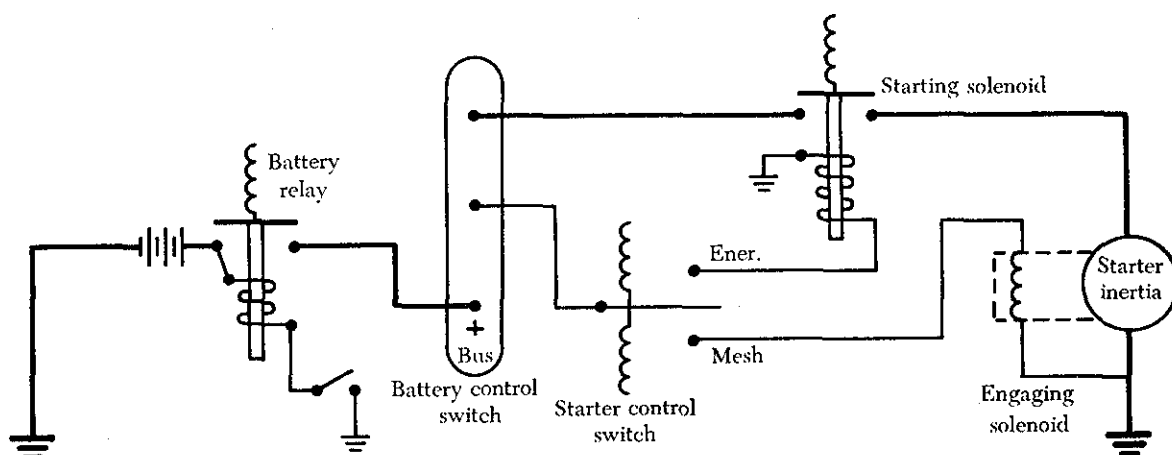 Starting solenoid
Battery
relay
Ener.
Starter
inertia
+
Bus
Mesh
Battery control
switch
Starter control
switch
Engaging
solenoid